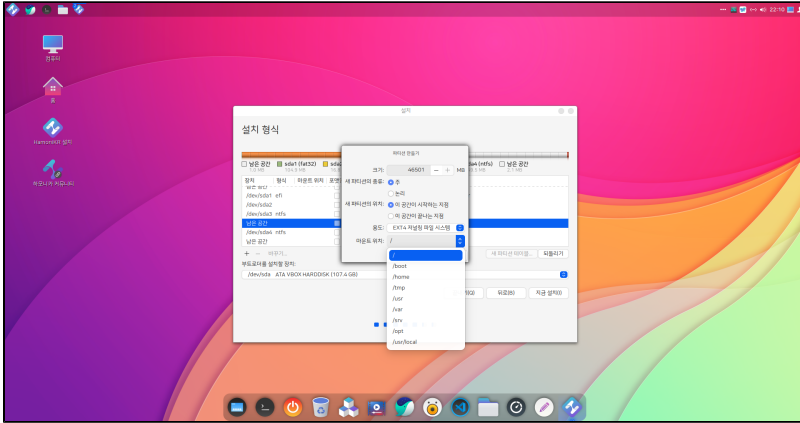 22:10
컴퓨터
홈
HamoniKR 설치
하모니카 커뮤니티
설치
설치 형식
남은 공간
sda1 (fat32)
sda4 (ntfs)
남은 공간
1.0 MB
104.9 MB
2.1 MB
장치 형식 마운트 위치
/dev/sda1 efi
/dev/sda2
/dev/sda3 ntfs
남은 공간
/dev/sda4 ntfs
남은 공간
+ - 바꾸기...
새 파티션 테이블... 되돌리기
부트로더를 설치할 장치:
/dev/sda ATA VBOX HARDDISK (107.4 GB)
뒤로(B) 지금 설치(I)
파티션 만들기
크기: 46501 - + MB
새 파티션의 종류: 주
논리
새 파티션의 위치: 이 공간이 시작하는 지점
이 공간이 끝나는 지점
용도: EXT4 저널링 파일 시스템
마운트 위치: /
/
/boot
/home
/tmp
/usr
/var
/srv
/opt
/usr/local